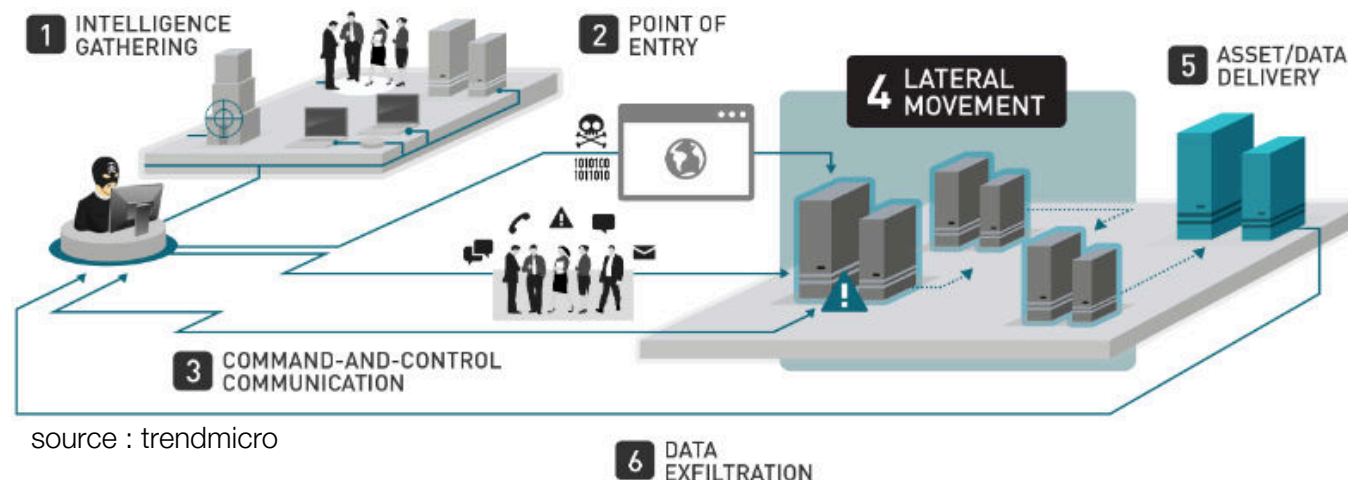 1 INTELLIGENCE
GATHERING
2 POINT OF
ENTRY
4 LATERAL
MOVEMENT
5 ASSET/DATA
DELIVERY
1010100
1011010
3 COMMAND-AND-CONTROL
COMMUNICATION
source : trendmicro
6 DATA
EXFILTRATION